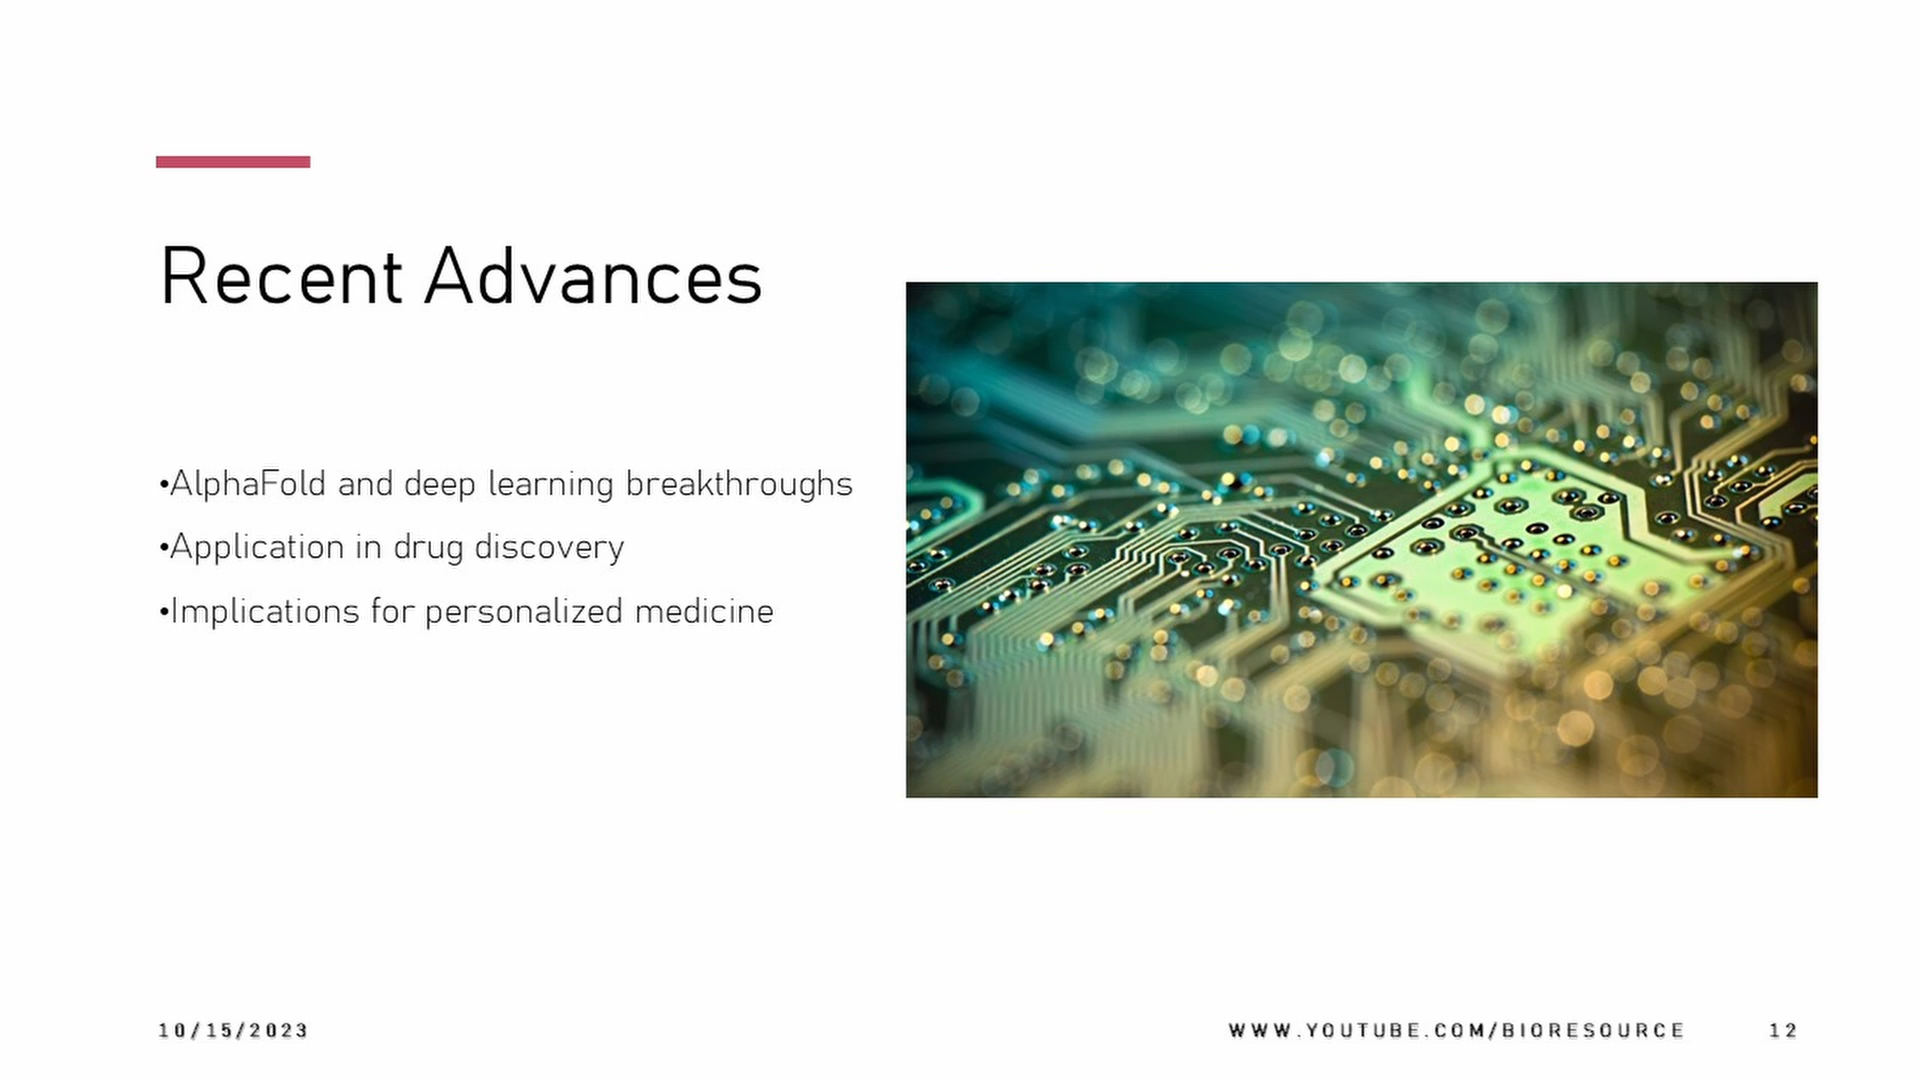 Recent Advances
•AlphaFold and deep learning breakthroughs
•Application in drug discovery
•Implications for personalized medicine
10/15/2023
WWW.YOUTUBE.COM/BIORESOURCE
12